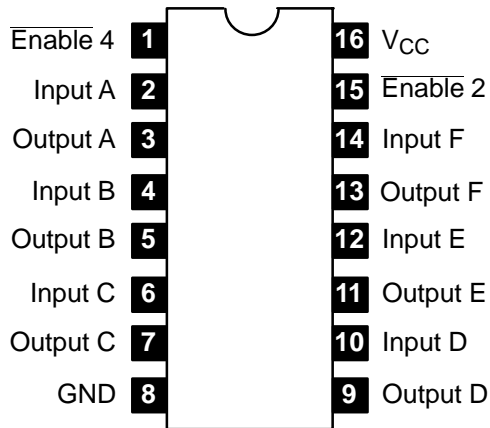 Enable 4 1 16 VCC
Input A 2 15 Enable 2
Output A 3 14 Input F
Input B 4 13 Output F
Output B 5 12 Input E
Input C 6 11 Output E
Output C 7 10 Input D
GND 8 9 Output D